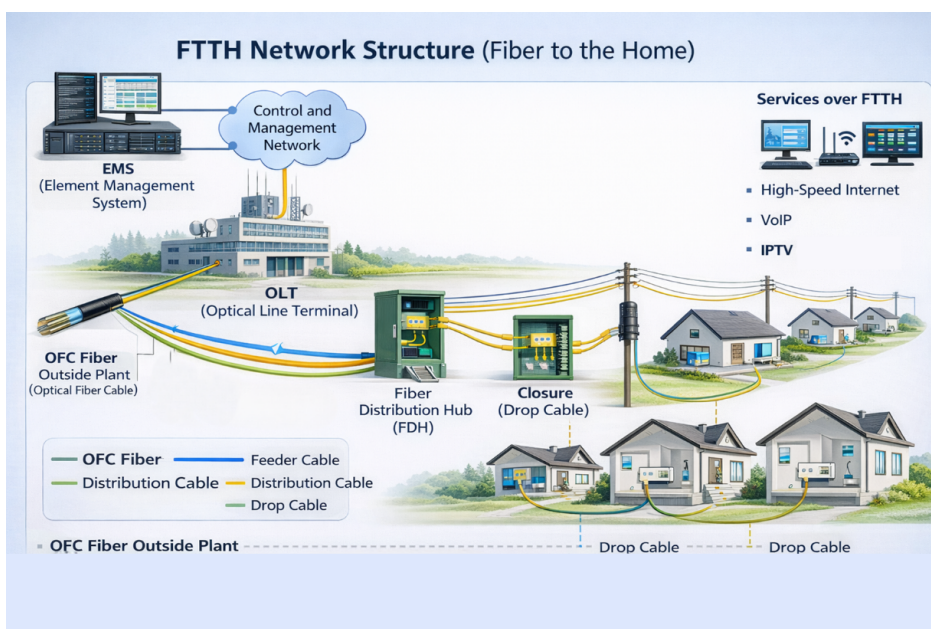 FTTH Network Structure (Fiber to the Home)
Control and
Management
Network
EMS
(Element Management
System)
Services over FTTH
▪ High-Speed Internet
▪ VoIP
▪ IPTV
OLT
(Optical Line Terminal)
OFC Fiber
Outside Plant
(Optical Fiber Cable)
Fiber
Distribution Hub
(FDH)
Closure
(Drop Cable)
OFC Fiber
Feeder Cable
Distribution Cable
Distribution Cable
Drop Cable
▪ OFC Fiber Outside Plant
Drop Cable
Drop Cable